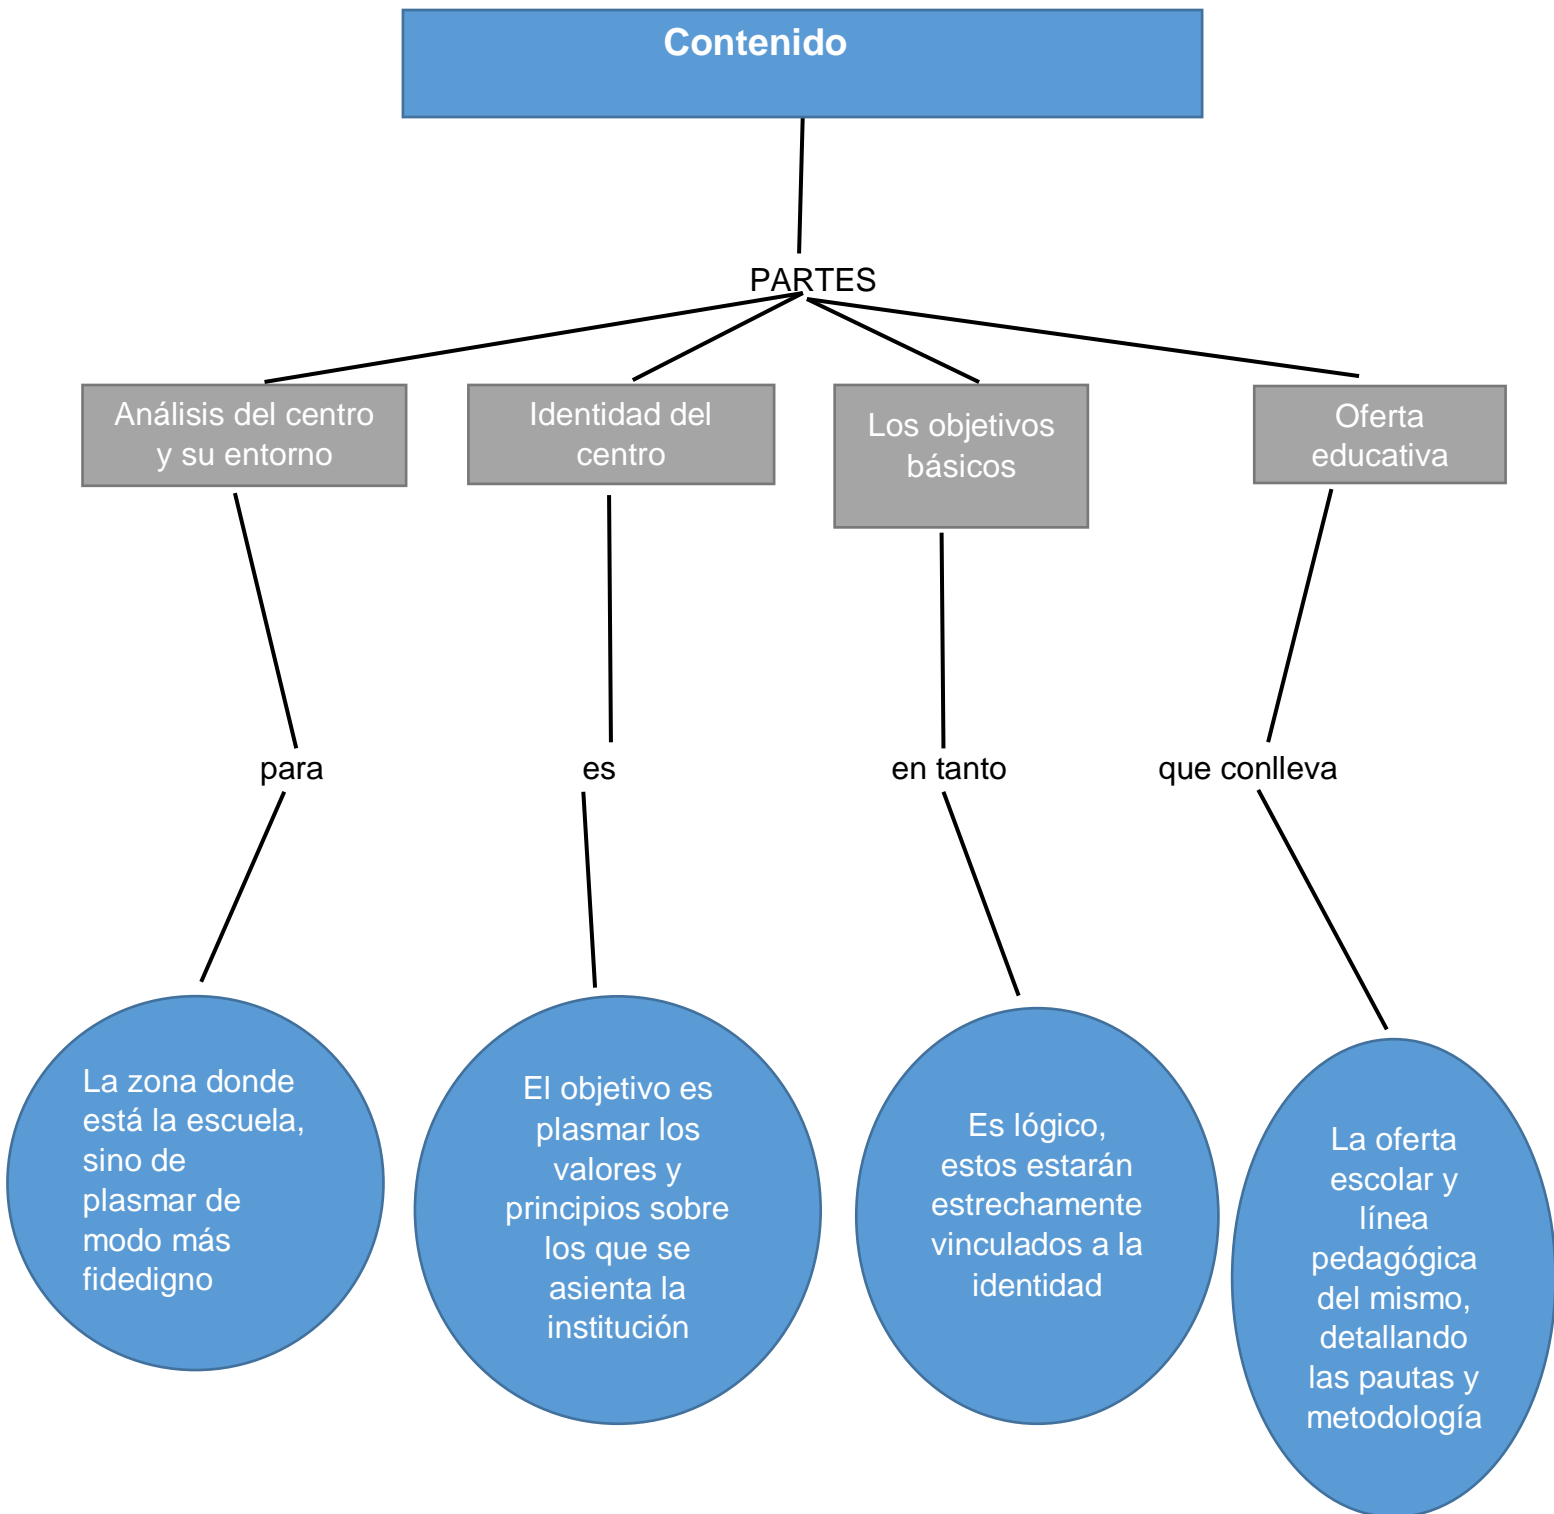 Contenido
PARTES
Análisis del centro
y su entorno
Identidad del
centro
Los objetivos
básicos
Oferta
educativa
para
es
en tanto
que conlleva
La zona donde
está la escuela,
sino de
plasmar de
modo más
fidedigno
El objetivo es
plasmar los
valores y
principios sobre
los que se
asienta la
institución
Es lógico,
estos estarán
estrechamente
vinculados a la
identidad
La oferta
escolar y
línea
pedagógica
del mismo,
detallando
las pautas y
metodología